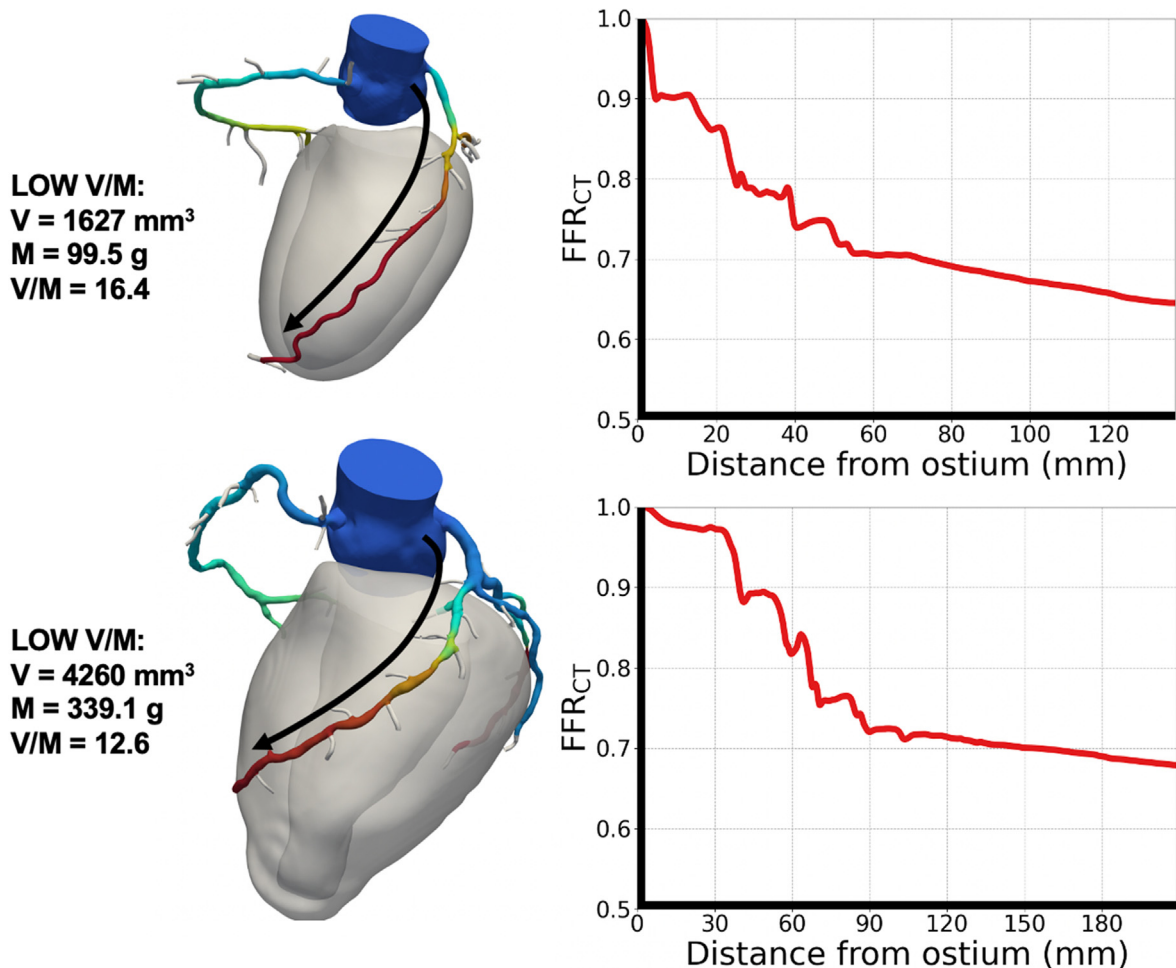 LOW V/M:
V = 1627 mm³
M = 99.5 g
V/M = 16.4
1.0
0.9
0.8
0.7
0.6
0.5
FFRCT
0 20 40 60 80 100 120
Distance from ostium (mm)
LOW V/M:
V = 4260 mm³
M = 339.1 g
V/M = 12.6
1.0
0.9
0.8
0.7
0.6
0.5
FFRCT
0 30 60 90 120 150 180
Distance from ostium (mm)